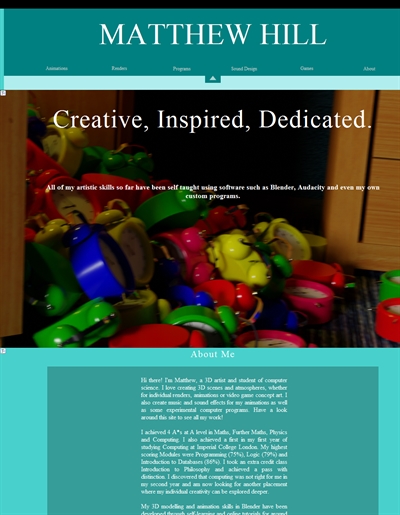 MATTHEW HILL
Animations Renders Programs Sound Design Games About
Creative, Inspired, Dedicated.
All of my artistic skills so far have been self taught using software such as Blender, Audacity and even my own
custom programs.
About Me
Hi there! I'm Matthew, a 3D artist and student of computer
science. I love creating 3D scenes and atmospheres, whether
for individual renders, animations or video game concept art. I
also create music and sound effects for my animations as well
as some experimental computer programs. Have a look
around this site to see all my work!
I achieved 4 A*s at A level in Maths, Further Maths, Physics
and Computing. I also achieved a first in my first year of
studying Computing at Imperial College London. My highest
scoring Modules were Programming (75%), Logic (79%) and
Introduction to Databases (86%). I took an extra credit class
Introduction to Philosophy and achieved a pass with
distinction. I discovered that computing was not right for me in
my second year and am now looking for another placement
where my individual creativity can be explored deeper.
My 3D modelling and animation skills in Blender have been
developed through self-learning and online tutorials for around